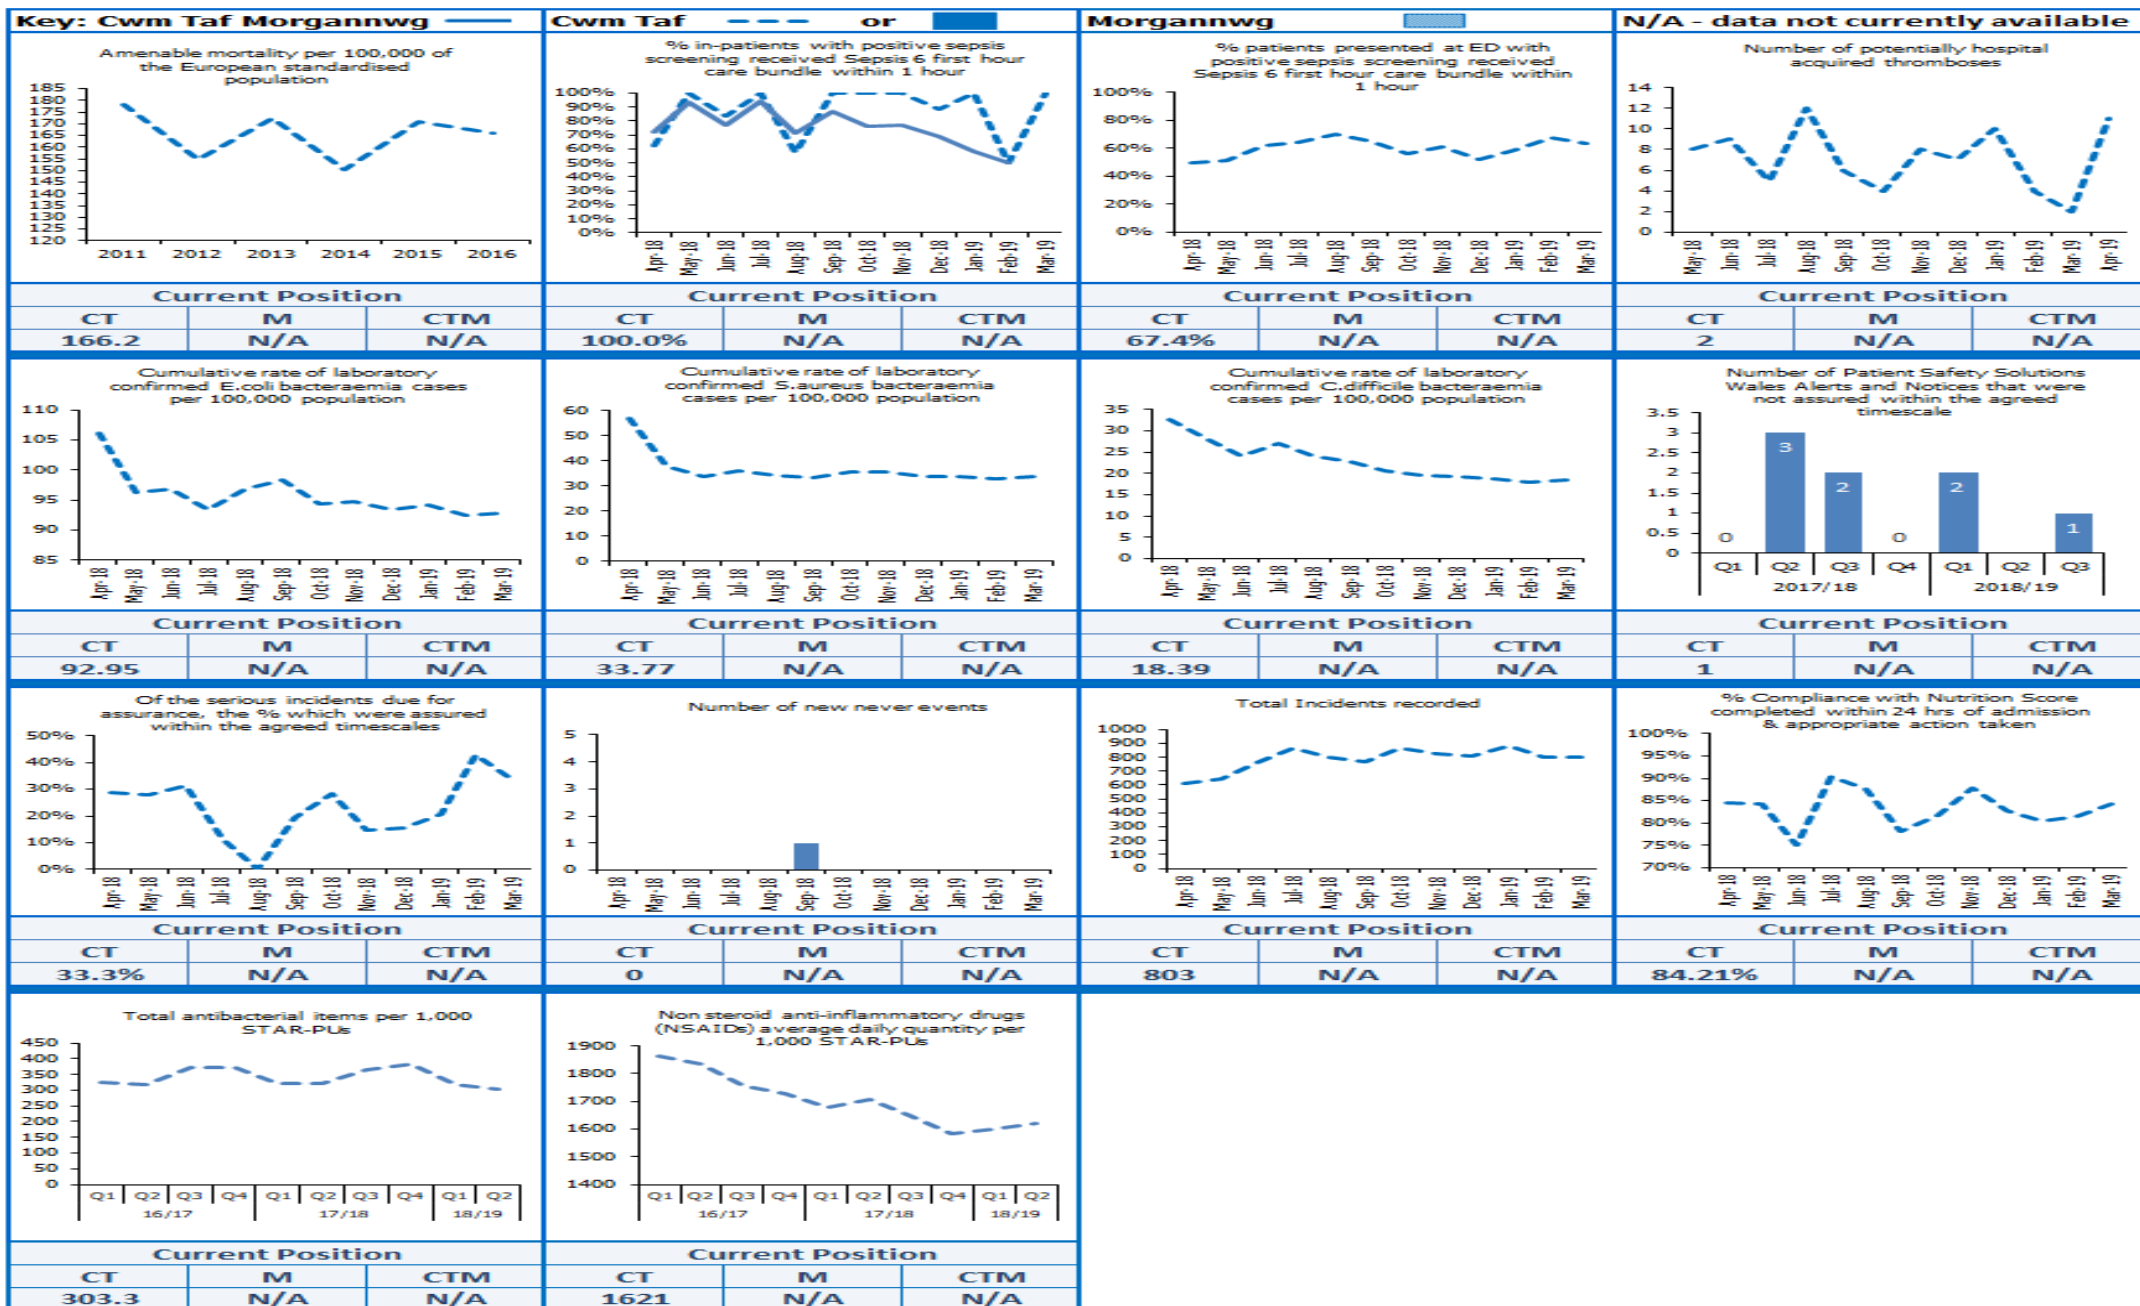 Key: Cwm Taf Morgannwg
Cwm Taf or
Morgannwg
N/A - data not currently available
Amenable mortality per 100,000 of
the European standardised
population
185
180
175
170
165
160
155
150
145
140
135
130
125
120
2011 2012 2013 2014 2015 2016
Current Position
CT M CTM
166.2 N/A N/A
% in-patients with positive sepsis
screening received Sepsis 6 first hour
care bundle within 1 hour
100%
90%
80%
70%
60%
50%
40%
30%
20%
10%
0%
Apr-18 May-18 Jun-18 Jul-18 Aug-18 Sep-18 Oct-18 Nov-18 Dec-18 Jan-19 Feb-19 Mar-19
Current Position
CT M CTM
100.0% N/A N/A
% patients presented at ED with
positive sepsis screening received
Sepsis 6 first hour care bundle within
1 hour
100%
80%
60%
40%
20%
0%
Apr-18 May-18 Jun-18 Jul-18 Aug-18 Sep-18 Oct-18 Nov-18 Dec-18 Jan-19 Feb-19 Mar-19
Current Position
CT M CTM
67.4% N/A N/A
Number of potentially hospital
acquired thromboses
14
12
10
8
6
4
2
0
May-18 Jun-18 Jul-18 Aug-18 Sep-18 Oct-18 Nov-18 Dec-18 Jan-19 Feb-19 Mar-19 Apr-19
Current Position
CT M CTM
2 N/A N/A
Cumulative rate of laboratory
confirmed E.coli bacteraemia cases
per 100,000 population
110
105
100
95
90
85
Apr-18 May-18 Jun-18 Jul-18 Aug-18 Sep-18 Oct-18 Nov-18 Dec-18 Jan-19 Feb-19 Mar-19
Current Position
CT M CTM
92.95 N/A N/A
Cumulative rate of laboratory
confirmed S.aureus bacteraemia
cases per 100,000 population
60
50
40
30
20
10
0
Apr-18 May-18 Jun-18 Jul-18 Aug-18 Sep-18 Oct-18 Nov-18 Dec-18 Jan-19 Feb-19 Mar-19
Current Position
CT M CTM
33.77 N/A N/A
Cumulative rate of laboratory
confirmed C.difficile bacteraemia
cases per 100,000 population
35
30
25
20
15
10
5
0
Apr-18 May-18 Jun-18 Jul-18 Aug-18 Sep-18 Oct-18 Nov-18 Dec-18 Jan-19 Feb-19 Mar-19
Current Position
CT M CTM
18.39 N/A N/A
Number of Patient Safety Solutions
Wales Alerts and Notices that were
not assured within the agreed
timescale
3.5
3
2.5
2
1.5
1
0.5
0
0 3 2 0 2 1
Q1 Q2 Q3 Q4 Q1 Q2 Q3
2017/18 2018/19
Current Position
CT M CTM
1 N/A N/A
Of the serious incidents due for
assurance, the % which were assured
within the agreed timescales
50%
40%
30%
20%
10%
0%
Apr-18 May-18 Jun-18 Jul-18 Aug-18 Sep-18 Oct-18 Nov-18 Dec-18 Jan-19 Feb-19 Mar-19
Current Position
CT M CTM
33.3% N/A N/A
Number of new never events
5
4
3
2
1
0
Apr-18 May-18 Jun-18 Jul-18 Aug-18 Sep-18 Oct-18 Nov-18 Dec-18 Jan-19 Feb-19 Mar-19
Current Position
CT M CTM
0 N/A N/A
Total Incidents recorded
1000
900
800
700
600
500
400
300
200
100
0
Apr-18 May-18 Jun-18 Jul-18 Aug-18 Sep-18 Oct-18 Nov-18 Dec-18 Jan-19 Feb-19 Mar-19
Current Position
CT M CTM
803 N/A N/A
% Compliance with Nutrition Score
completed within 24 hrs of admission
& appropriate action taken
100%
95%
90%
85%
80%
75%
70%
Apr-18 May-18 Jun-18 Jul-18 Aug-18 Sep-18 Oct-18 Nov-18 Dec-18 Jan-19 Feb-19 Mar-19
Current Position
CT M CTM
84.21% N/A N/A
Total antibacterial items per 1,000
STAR-PUs
450
400
350
300
250
200
150
100
50
0
Q1 Q2 Q3 Q4 Q1 Q2 Q3 Q4 Q1 Q2
16/17 17/18 18/19
Current Position
CT M CTM
303.3 N/A N/A
Non steroid anti-inflammatory drugs
(NSAIDs) average daily quantity per
1,000 STAR-PUs
1900
1800
1700
1600
1500
1400
Q1 Q2 Q3 Q4 Q1 Q2 Q3 Q4 Q1 Q2
16/17 17/18 18/19
Current Position
CT M CTM
1621 N/A N/A